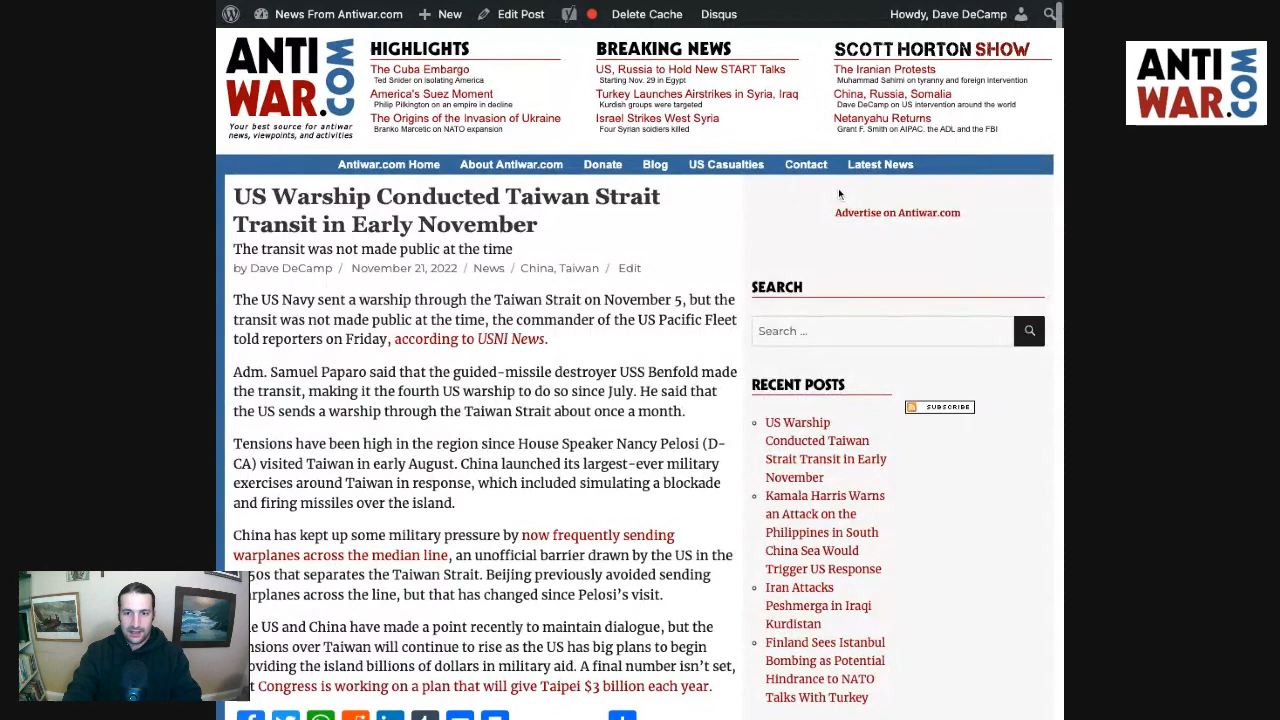 News From Antiwar.com New Edit Post Delete Cache Disqus Howdy, Dave DeCamp
ANTI
WAR.COM
Your best source for antiwar
news, viewpoints, and activities
HIGHLIGHTS
The Cuba Embargo
Ted Snider on isolating America
America's Suez Moment
Philip Pilkington on an empire in decline
The Origins of the Invasion of Ukraine
Branko Marcetic on NATO expansion
BREAKING NEWS
US, Russia to Hold New START Talks
Starting Nov. 29 in Egypt
Turkey Launches Airstrikes in Syria, Iraq
Kurdish groups were targeted
Israel Strikes West Syria
Four Syrian soldiers killed
SCOTT HORTON SHOW
The Iranian Protests
Muhammad Sahimi on tyranny and foreign intervention
China, Russia, Somalia
Dave DeCamp on US intervention around the world
Netanyahu Returns
Grant F. Smith on AIPAC, the ADL and the FBI
ANTI
WAR.COM
Antiwar.com Home About Antiwar.com Donate Blog US Casualties Contact Latest News
US Warship Conducted Taiwan Strait
Transit in Early November
The transit was not made public at the time
by Dave DeCamp / November 21, 2022 / News / China, Taiwan / Edit
The US Navy sent a warship through the Taiwan Strait on November 5, but the
transit was not made public at the time, the commander of the US Pacific Fleet
told reporters on Friday, according to USNI News.
Adm. Samuel Paparo said that the guided-missile destroyer USS Benfold made
the transit, making it the fourth US warship to do so since July. He said that
the US sends a warship through the Taiwan Strait about once a month.
Tensions have been high in the region since House Speaker Nancy Pelosi (D-
CA) visited Taiwan in early August. China launched its largest-ever military
exercises around Taiwan in response, which included simulating a blockade
and firing missiles over the island.
China has kept up some military pressure by now frequently sending
warplanes across the median line, an unofficial barrier drawn by the US in the
50s that separates the Taiwan Strait. Beijing previously avoided sending
arplanes across the line, but that has changed since Pelosi's visit.
e US and China have made a point recently to maintain dialogue, but the
nsions over Taiwan will continue to rise as the US has big plans to begin
oviding the island billions of dollars in military aid. A final number isn't set,
t Congress is working on a plan that will give Taipei $3 billion each year.
Advertise on Antiwar.com
SEARCH
Search ...
RECENT POSTS
SUBSCRIBE
US Warship
Conducted Taiwan
Strait Transit in Early
November
Kamala Harris Warns
an Attack on the
Philippines in South
China Sea Would
Trigger US Response
Iran Attacks
Peshmerga in Iraqi
Kurdistan
Finland Sees Istanbul
Bombing as Potential
Hindrance to NATO
Talks With Turkey